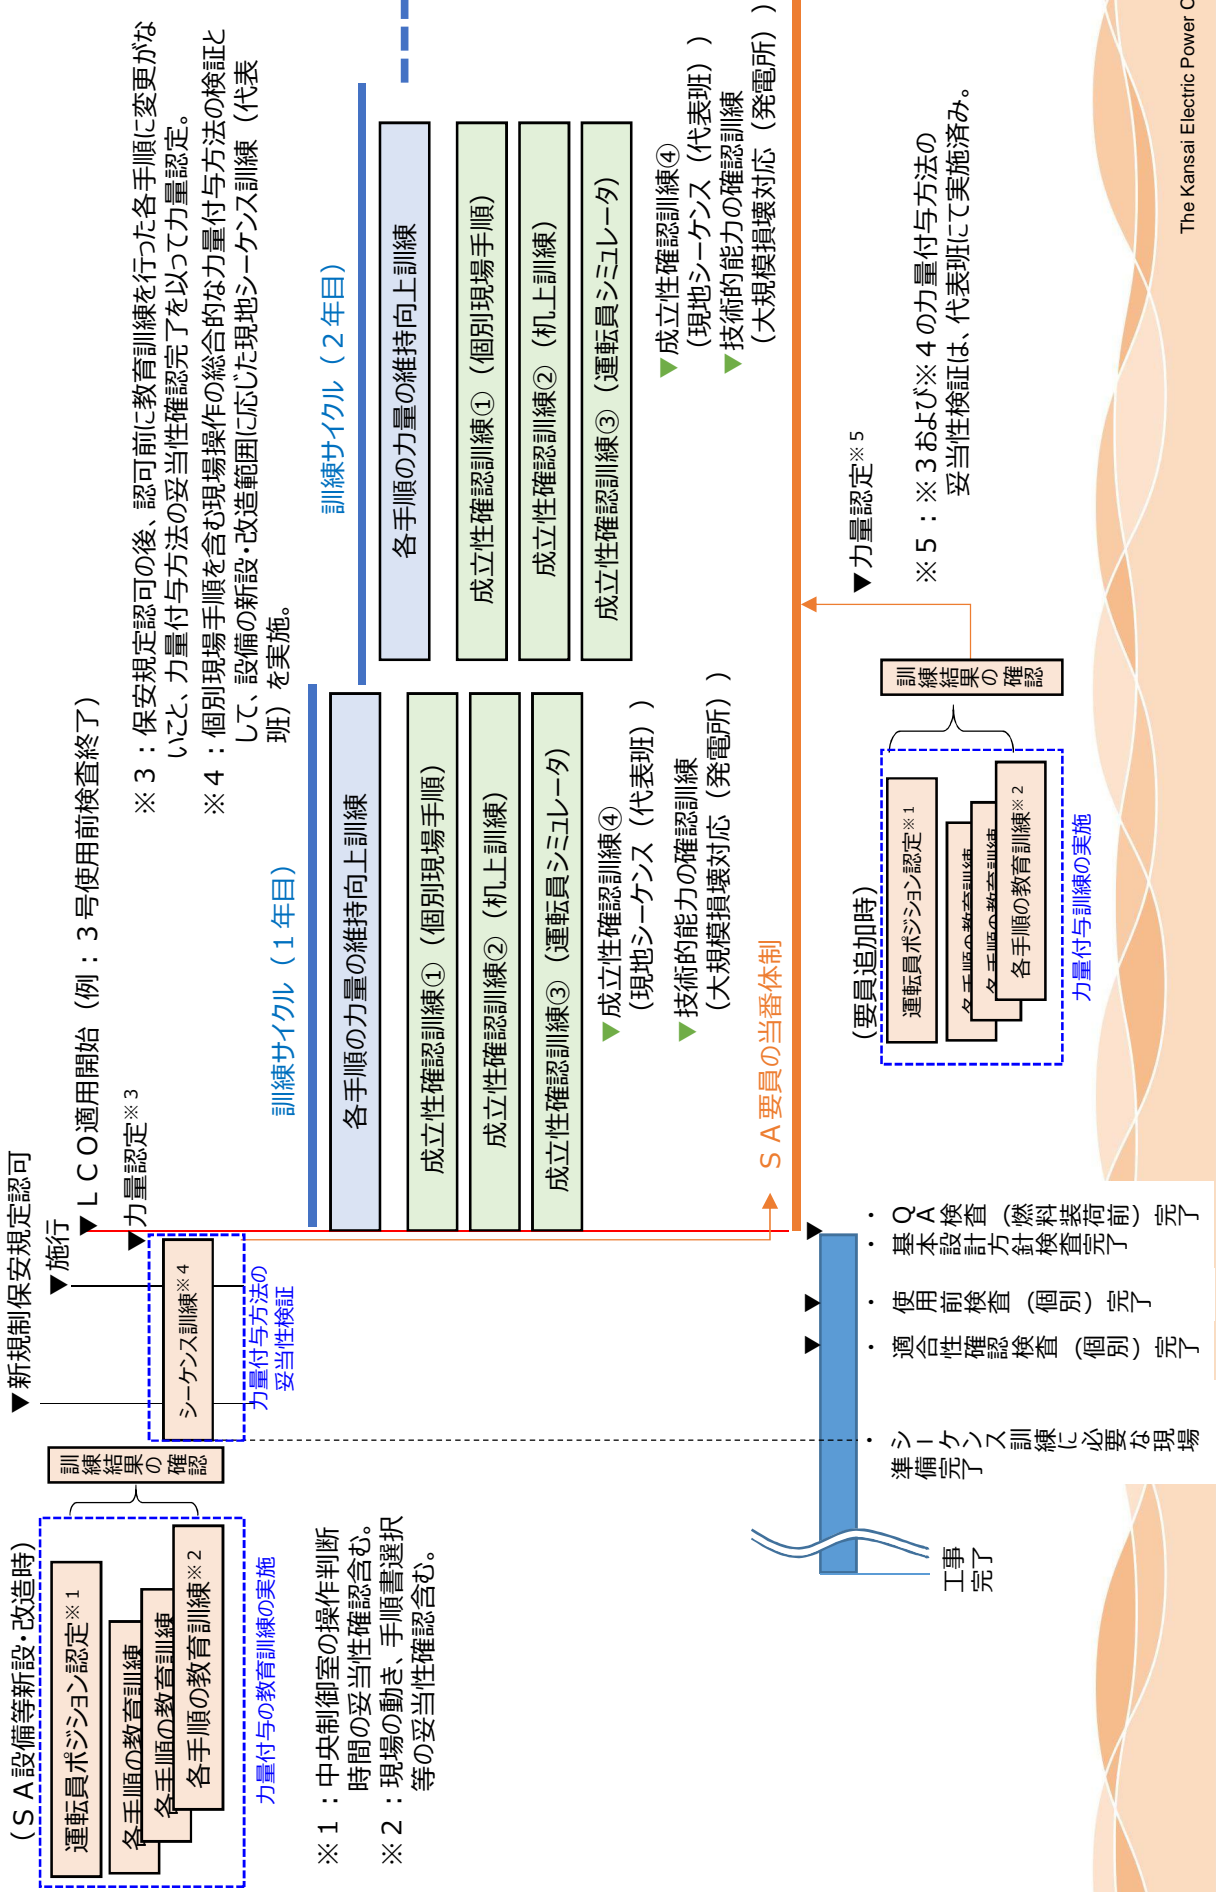 （ＳＡ設備等新設・改造時）
運転員ポジション認定※１
各手順の教育訓練
各手順の教育訓練
各手順の教育訓練※２
力量付与の教育訓練の実施
訓練結果の確認
※１：中央制御室の操作判断
時間の妥当性確認含む。
※２：現場の動き、手順書選択
等の妥当性確認含む。
▼新規制保安規定認可
▼施行
▼ＬＣＯ適用開始（例：３号使用前検査終了）
▼力量認定※３
シーケンス訓練※４
力量付与方法の
妥当性検証
※３：保安規定認可の後、認可前に教育訓練を行った各手順に変更がな
いこと、力量付与方法の妥当性確認完了を以って力量認定。
※４：個別現場手順を含む現場操作の総合的な力量付与方法の検証と
して、設備の新設・改造範囲に応じた現地シーケンス訓練（代表
班）を実施。
訓練サイクル（１年目）
各手順の力量の維持向上訓練
成立性確認訓練①（個別現場手順）
成立性確認訓練②（机上訓練）
成立性確認訓練③（運転員シミュレータ）
▼成立性確認訓練④
（現地シーケンス（代表班））
▼技術的能力の確認訓練
（大規模損壊対応（発電所））
訓練サイクル（２年目）
各手順の力量の維持向上訓練
成立性確認訓練①（個別現場手順）
成立性確認訓練②（机上訓練）
成立性確認訓練③（運転員シミュレータ）
▼成立性確認訓練④
（現地シーケンス（代表班））
▼技術的能力の確認訓練
（大規模損壊対応（発電所））
ＳＡ要員の当番体制
工事
完了
・シーケンス訓練に必要な現場
準備完了
・適合性確認検査（個別）完了
・使用前検査（個別）完了
・基本設計方針検査完了
・ＱＡ検査（燃料装荷前）完了
（要員追加時）
運転員ポジション認定※１
各手順の教育訓練
各手順の教育訓練
各手順の教育訓練※２
力量付与訓練の実施
訓練結果の確認
▼力量認定※５
※５：※３および※４の力量付与方法の
妥当性検証は、代表班にて実施済み。
The Kansai Electric Power C